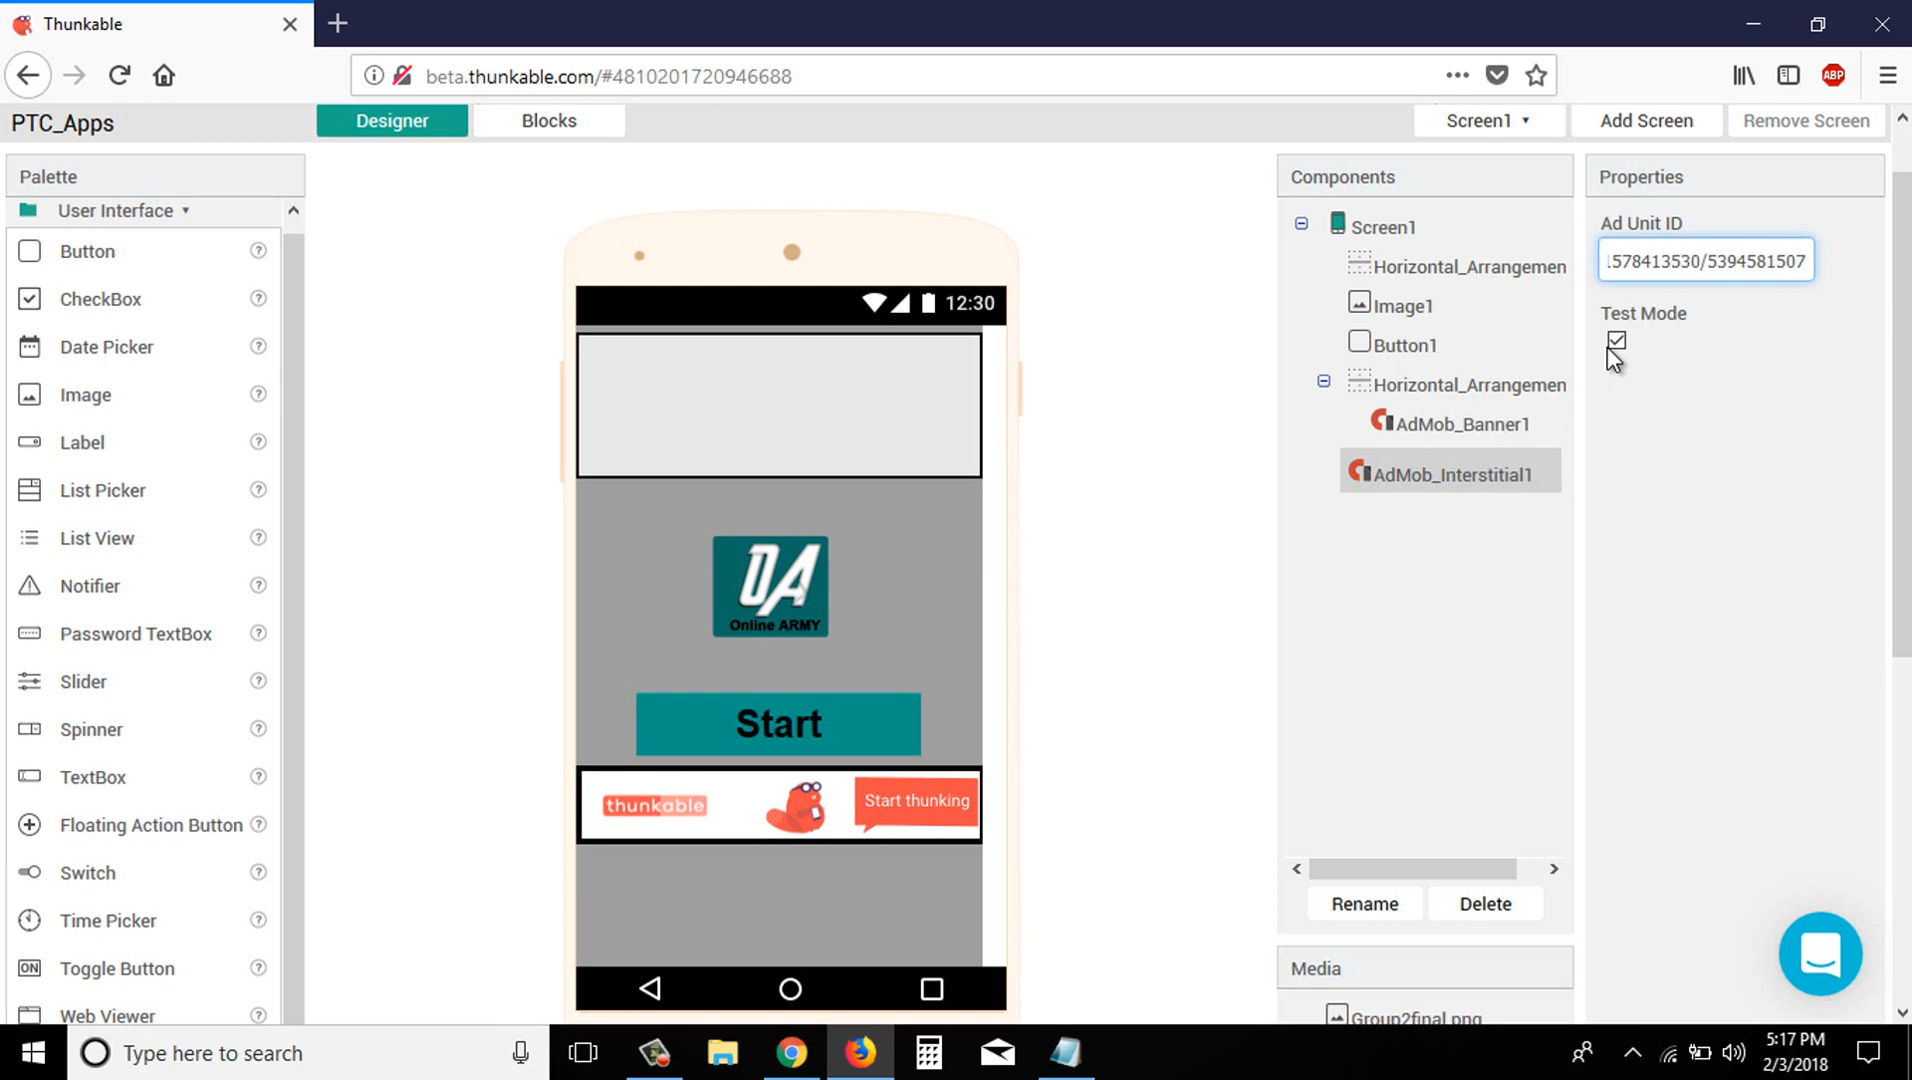 Thunkable
beta.thunkable.com/#4810201720946688
ABP
PTC_Apps
Designer
Blocks
Screen1
Add Screen
Remove Screen
Palette
User Interface
Button
CheckBox
Date Picker
Image
Label
List Picker
List View
Notifier
Password TextBox
Slider
Spinner
TextBox
Floating Action Button
Switch
Time Picker
ON Toggle Button
Web Viewer
12:30
OA
Online ARMY
Start
thunkable
Start thunking
Components
Screen1
Horizontal_Arrangemen
Image1
Button1
Horizontal_Arrangemen
AdMob_Banner1
AdMob_Interstitial1
Rename
Delete
Media
Group2final.png
Properties
Ad Unit ID
1578413530/5394581507
Test Mode
Type here to search
5:17 PM
2/3/2018